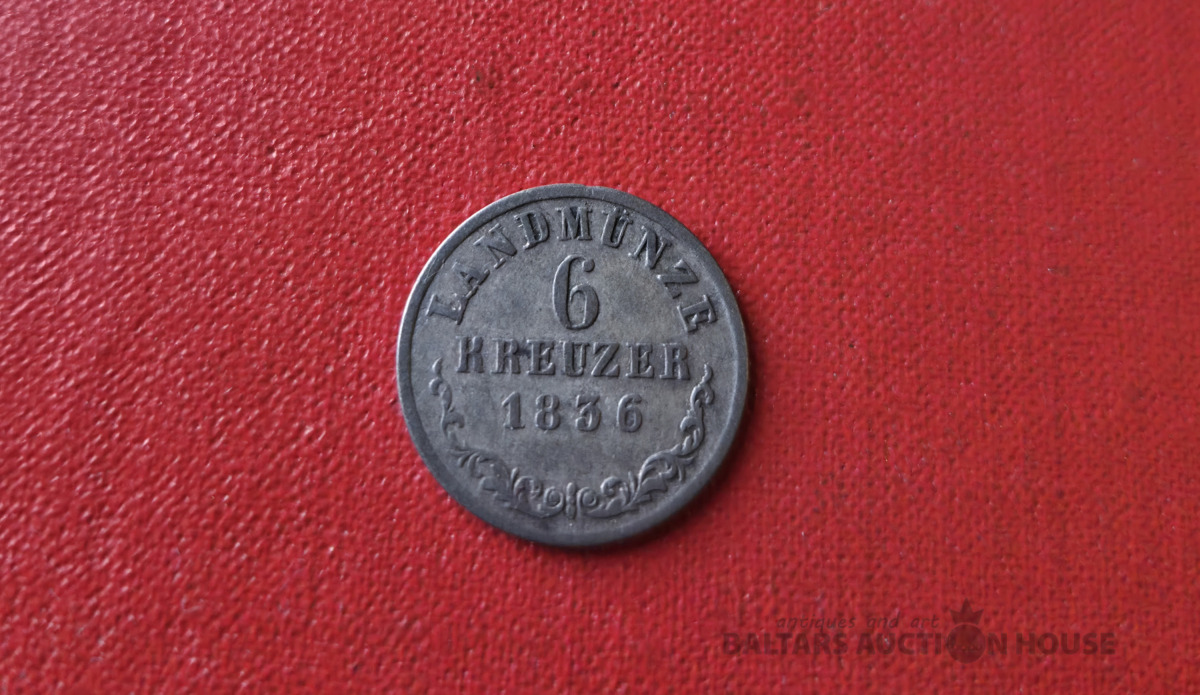 LANDMÜNZE
6
KREUZER
1836
antiques and art
BALTARS AUCTION HOUSE